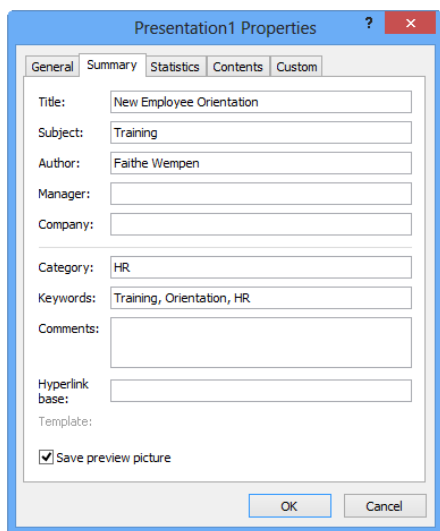 Presentation1 Properties ? ×
General Summary Statistics Contents Custom
Title: New Employee Orientation
Subject: Training
Author: Faithe Wempen
Manager:
Company:
Category: HR
Keywords: Training, Orientation, HR
Comments:
Hyperlink
base:
Template:
Save preview picture
OK Cancel